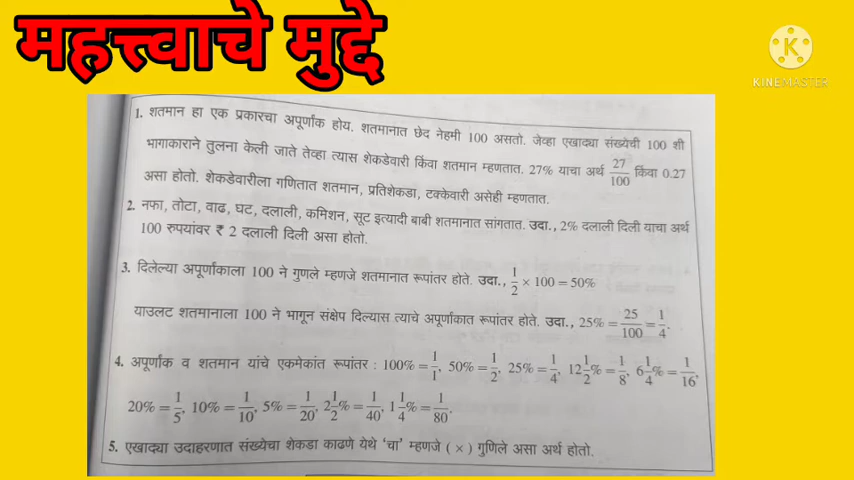 महत्त्वाचे मुद्दे
K
KINEMASTER
1. शतमान हा एक प्रकारचा अपूर्णांक होय. शतमानात छेद नेहमी 100 असतो. जेव्हा एखाद्या संख्येची 100 शी
भागाकाराने तुलना केली जाते तेव्हा त्यास शेकडेवारी किंवा शतमान म्हणतात. 27% याचा अर्थ 27/100 किंवा 0.27
असा होतो. शेकडेवारीला गणितात शतमान, प्रतिशेकडा, टक्केवारी असेही म्हणतात.
2. नफा, तोटा, वाढ, घट, दलाली, कमिशन, सूट इत्यादी बाबी शतमानात सांगतात. उदा., 2% दलाली दिली याचा अर्थ
100 रुपयांवर ₹ 2 दलाली दिली असा होतो.
3. दिलेल्या अपूर्णांकाला 100 ने गुणले म्हणजे शतमानात रूपांतर होते. उदा., 1/2 × 100 = 50%
याउलट शतमानाला 100 ने भागून संक्षेप दिल्यास त्याचे अपूर्णांकात रूपांतर होते. उदा., 25% = 25/100 = 1/4.
4. अपूर्णांक व शतमान यांचे एकमेकांत रूपांतर : 100% = 1/1, 50% = 1/2, 25% = 1/4, 12 1/2% = 1/8, 6 1/4% = 1/16,
20% = 1/5, 10% = 1/10, 5% = 1/20, 2 1/2% = 1/40, 1 1/4% = 1/80.
5. एखाद्या उदाहरणात संख्येचा शेकडा काढणे येथे ‘चा’ म्हणजे ( × ) गुणिले असा अर्थ होतो.